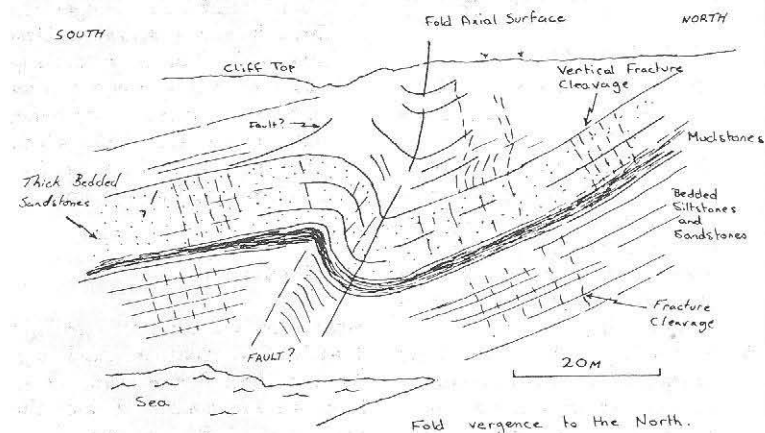 Fold Axial Surface
NORTH
SOUTH
Cliff Top
Vertical Fracture
Cleavage
Fault?
Mudstones
Thick Bedded
Sandstones
?
Bedded
Siltstones
and
Sandstones
Fracture
Cleavage
FAULT?
20M
Sea
Fold vergence to the North.